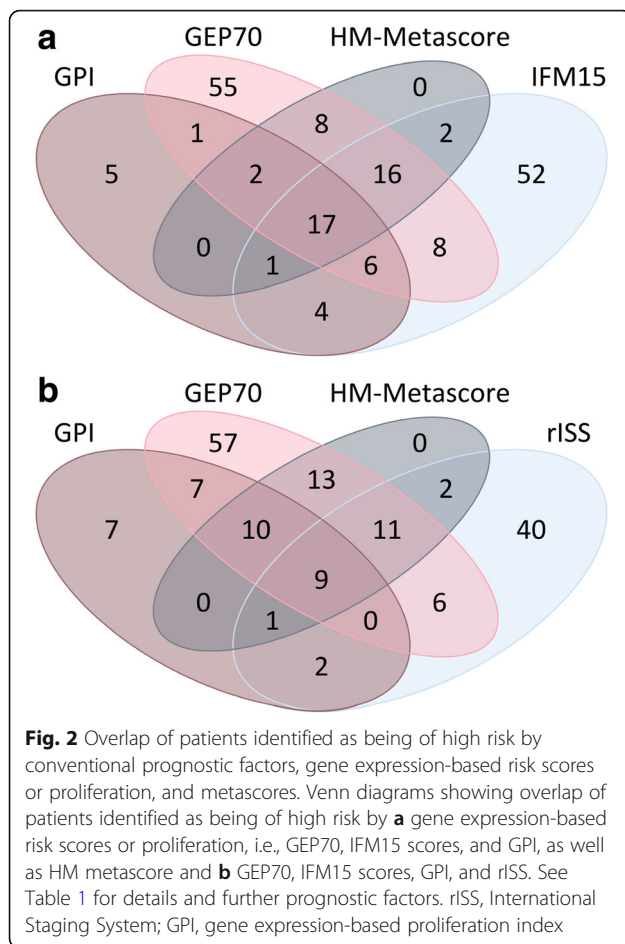 a
GEP70
HM-Metascore
GPI
IFM15
55
0
1
8
2
5
2
16
52
17
0
8
1
6
4
b
GEP70
HM-Metascore
GPI
rISS
57
0
7
13
2
7
10
11
40
9
0
6
1
0
2
Fig. 2 Overlap of patients identified as being of high risk by
conventional prognostic factors, gene expression-based risk scores
or proliferation, and metascores. Venn diagrams showing overlap of
patients identified as being of high risk by a gene expression-based
risk scores or proliferation, i.e., GEP70, IFM15 scores, and GPI, as well
as HM metascore and b GEP70, IFM15 scores, GPI, and rISS. See
Table 1 for details and further prognostic factors. rISS, International
Staging System; GPI, gene expression-based proliferation index